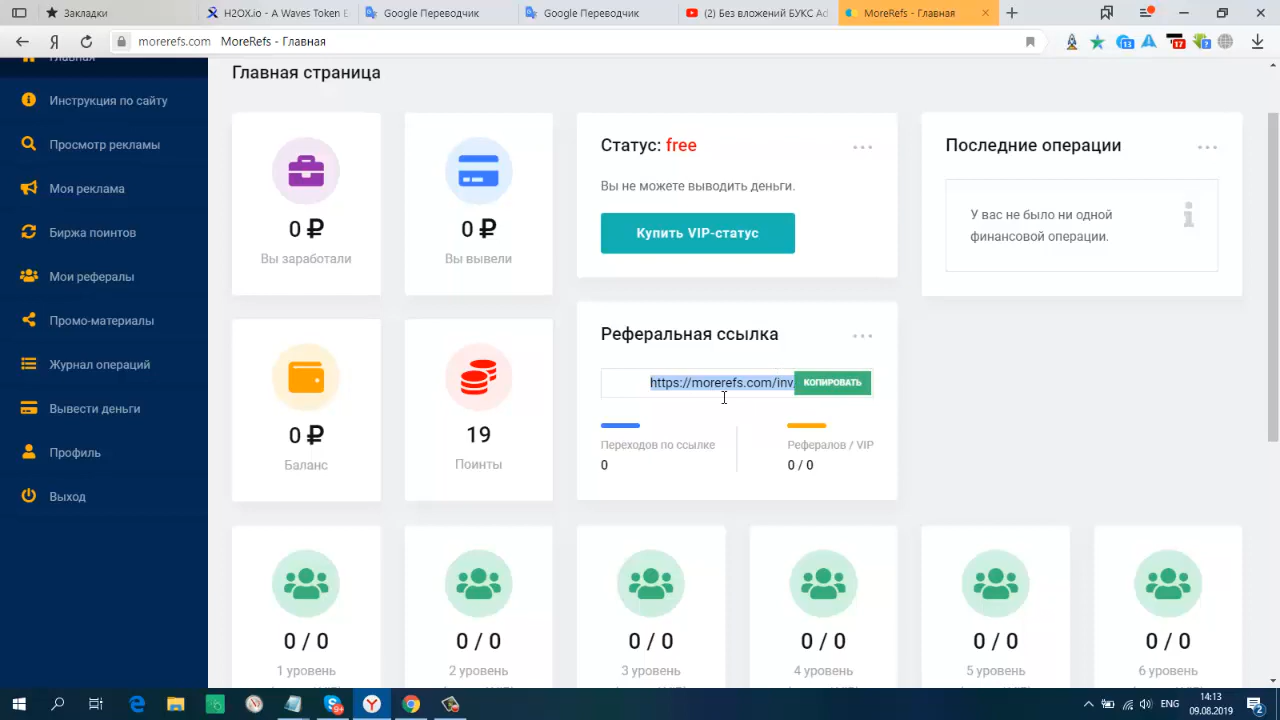 H2OX.io - A Waves Token E
Google Переводчик
Google Переводчик
(2) Без вложений БУКС Ad
MoreRefs - Главная
morerefs.com MoreRefs - Главная
13
17
2
Главная
Инструкция по сайту
Просмотр рекламы
Моя реклама
Биржа поинтов
Мои рефералы
Промо-материалы
Журнал операций
Вывести деньги
Профиль
Выход
Главная страница
0 ₽
Вы заработали
0 ₽
Вы вывели
0 ₽
Баланс
19
Поинты
Статус: free
Вы не можете выводить деньги.
Купить VIP-статус
Последние операции
У вас не было ни одной
финансовой операции.
Реферальная ссылка
https://morerefs.com/inv
КОПИРОВАТЬ
Переходов по ссылке
0
Рефералов / VIP
0 / 0
0 / 0
1 уровень
0 / 0
2 уровень
0 / 0
3 уровень
0 / 0
4 уровень
0 / 0
5 уровень
0 / 0
6 уровень
ENG
14:13
09.08.2019
2